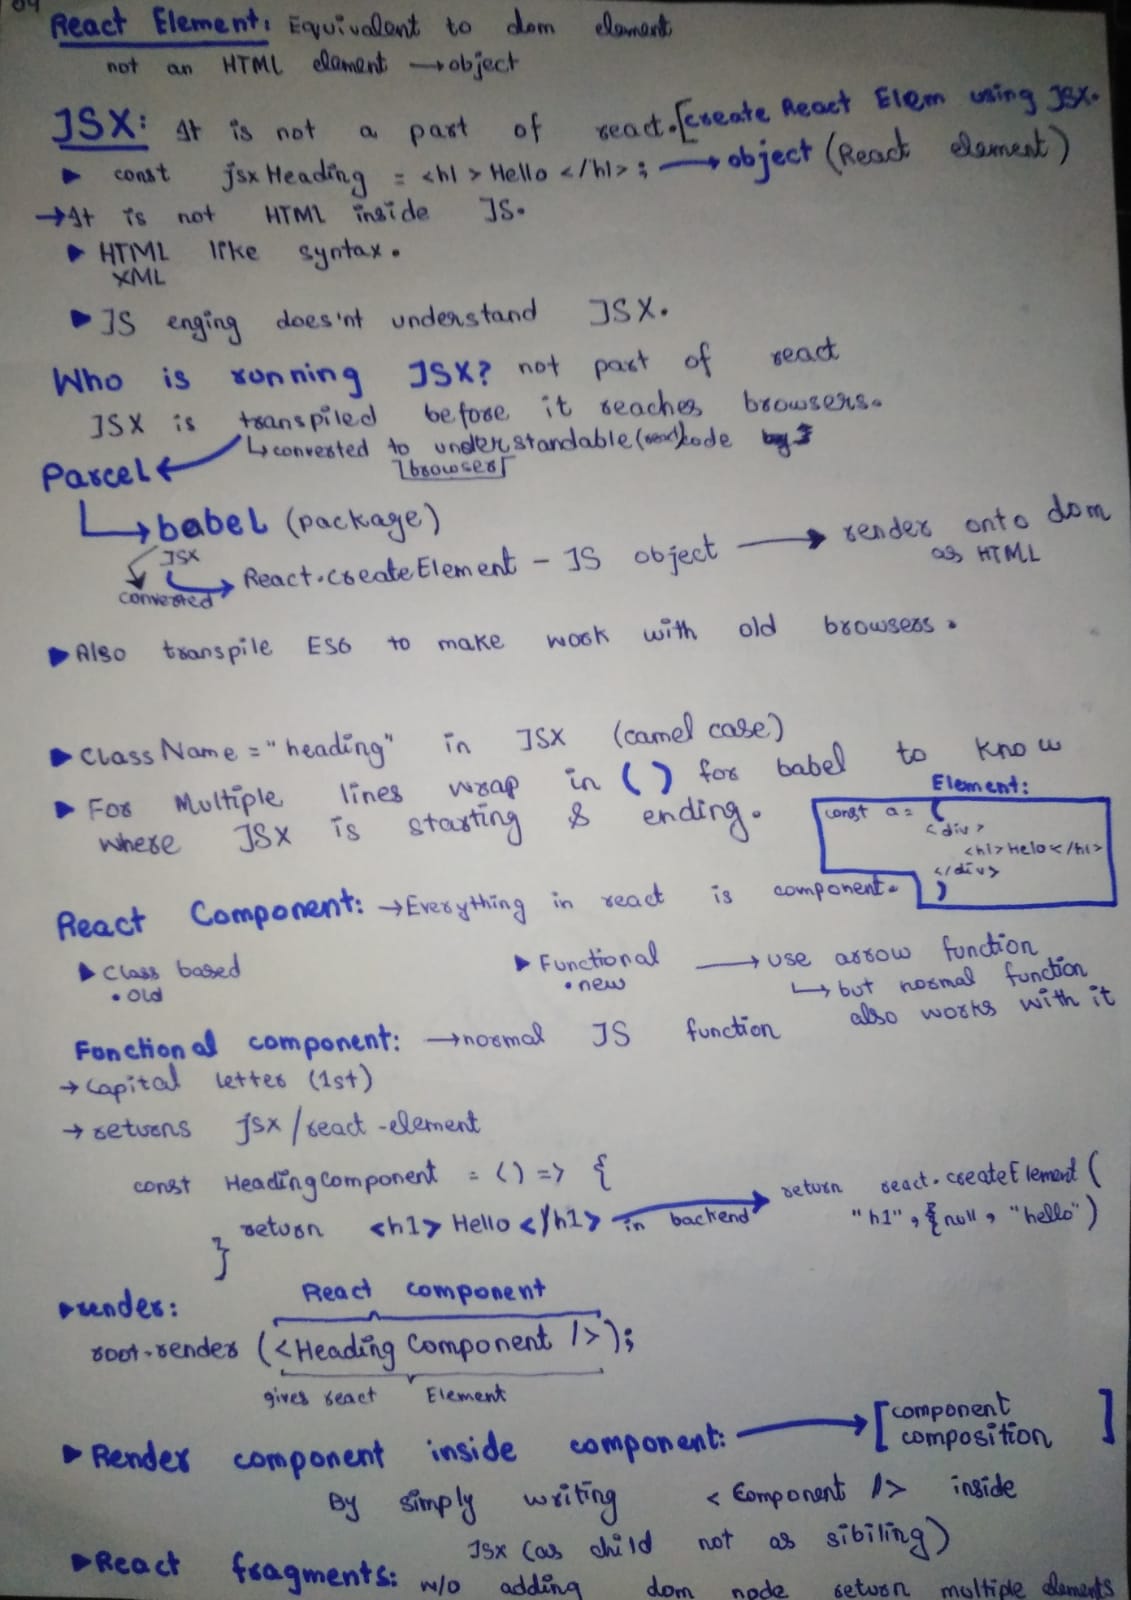 04
React Element: Equivalent to dom element
not an HTML element → object
JSX: It is not a part of react. [create React Elem using JSX.
▶ const jsxHeading = <h1> Hello </h1>; → object (React element)
→ It is not HTML inside JS.
▶ HTML like syntax.
XML
▶ JS enging does'nt understand JSX.
Who is running JSX? not part of react
JSX is transpiled before it reaches browsers.
↳ converted to understandable code
Parcel ←
browser
↳ babel (package)
JSX
converted → React.createElement - JS object → render onto dom
as HTML
▶ Also transpile ES6 to make work with old browsers.
▶ ClassName = "heading" in JSX (camel case)
▶ For Multiple lines wrap in ( ) for babel to know
where JSX is starting & ending.
Element:
const a = (
<div>
<h1>Helo</h1>
</div>
)
React Component: → Everything in react is component.
▶ Class based
• old
▶ Functional → use arrow function
• new
↳ but normal function
also works with it
Fonctional component: → normal JS function
→ Capital letter (1st)
→ returns jsx/react-element
const HeadingComponent = () => {
return <h1> Hello </h1> in backend → return react.createElement(
"h1", { null, "hello")
}
▶ render:
React component
root.render (<Heading Component />);
gives react Element
▶ Render component inside component: → [component
composition]
By simply writing < Component /> inside
JSX (as child not as sibiling)
▶ React fragments: w/o adding dom node return multiple elements